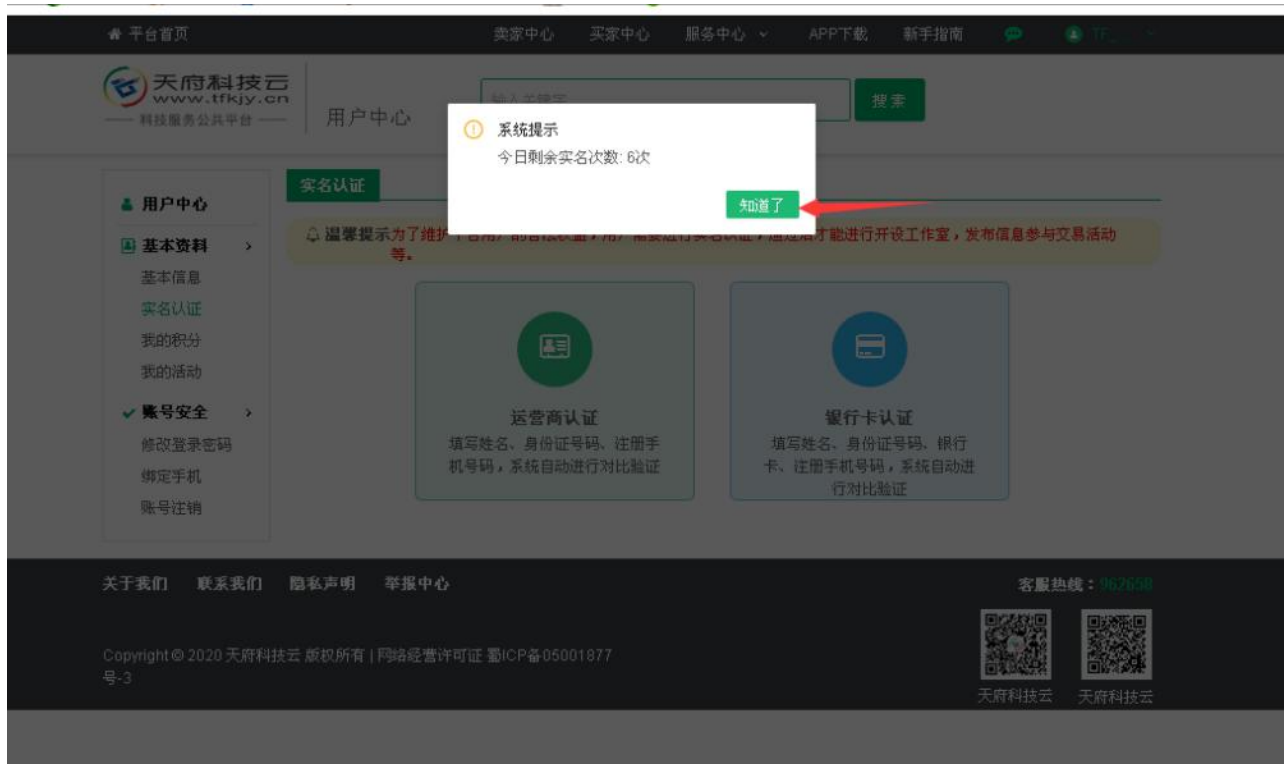 平台首页
卖家中心 买家中心 服务中心 APP下载 新手指南
天府科技云
www.tfkjy.cn
科技服务公共平台
用户中心
搜索
系统提示
今日剩余实名次数: 6次
知道了
用户中心
基本资料
基本信息
实名认证
我的积分
我的活动
账号安全
修改登录密码
绑定手机
账号注销
实名认证
温馨提示
等。
运营商认证
填写姓名、身份证号码、注册手
机号码，系统自动进行对比验证
银行卡认证
填写姓名、身份证号码、银行
卡、注册手机号码，系统自动进
行对比验证
关于我们 联系我们 隐私声明 举报中心
客服热线：962658
Copyright © 2020 天府科技云 版权所有 | 网络经营许可证 蜀ICP备05001877
号-3
天府科技云 天府科技云